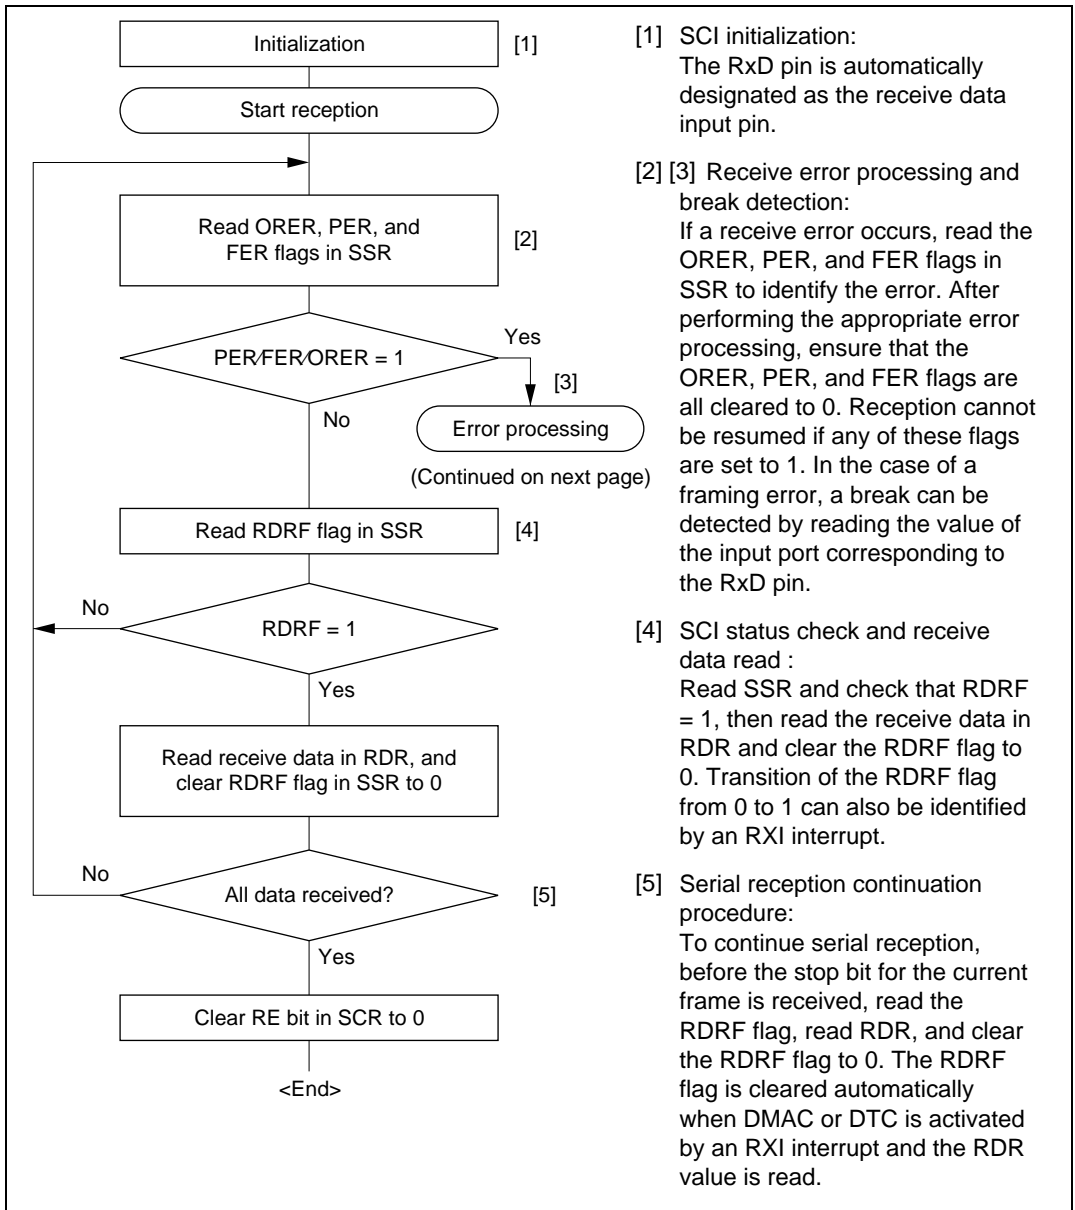 Initialization
[1]
Start reception
Read ORER, PER, and
FER flags in SSR
[2]
PER∕FER∕ORER = 1
Yes
[3]
No
Error processing
(Continued on next page)
Read RDRF flag in SSR
[4]
No
RDRF = 1
Yes
Read receive data in RDR, and
clear RDRF flag in SSR to 0
No
All data received?
[5]
Yes
Clear RE bit in SCR to 0
<End>
[1] SCI initialization:
The RxD pin is automatically
designated as the receive data
input pin.
[2] [3] Receive error processing and
break detection:
If a receive error occurs, read the
ORER, PER, and FER flags in
SSR to identify the error. After
performing the appropriate error
processing, ensure that the
ORER, PER, and FER flags are
all cleared to 0. Reception cannot
be resumed if any of these flags
are set to 1. In the case of a
framing error, a break can be
detected by reading the value of
the input port corresponding to
the RxD pin.
[4] SCI status check and receive
data read :
Read SSR and check that RDRF
= 1, then read the receive data in
RDR and clear the RDRF flag to
0. Transition of the RDRF flag
from 0 to 1 can also be identified
by an RXI interrupt.
[5] Serial reception continuation
procedure:
To continue serial reception,
before the stop bit for the current
frame is received, read the
RDRF flag, read RDR, and clear
the RDRF flag to 0. The RDRF
flag is cleared automatically
when DMAC or DTC is activated
by an RXI interrupt and the RDR
value is read.